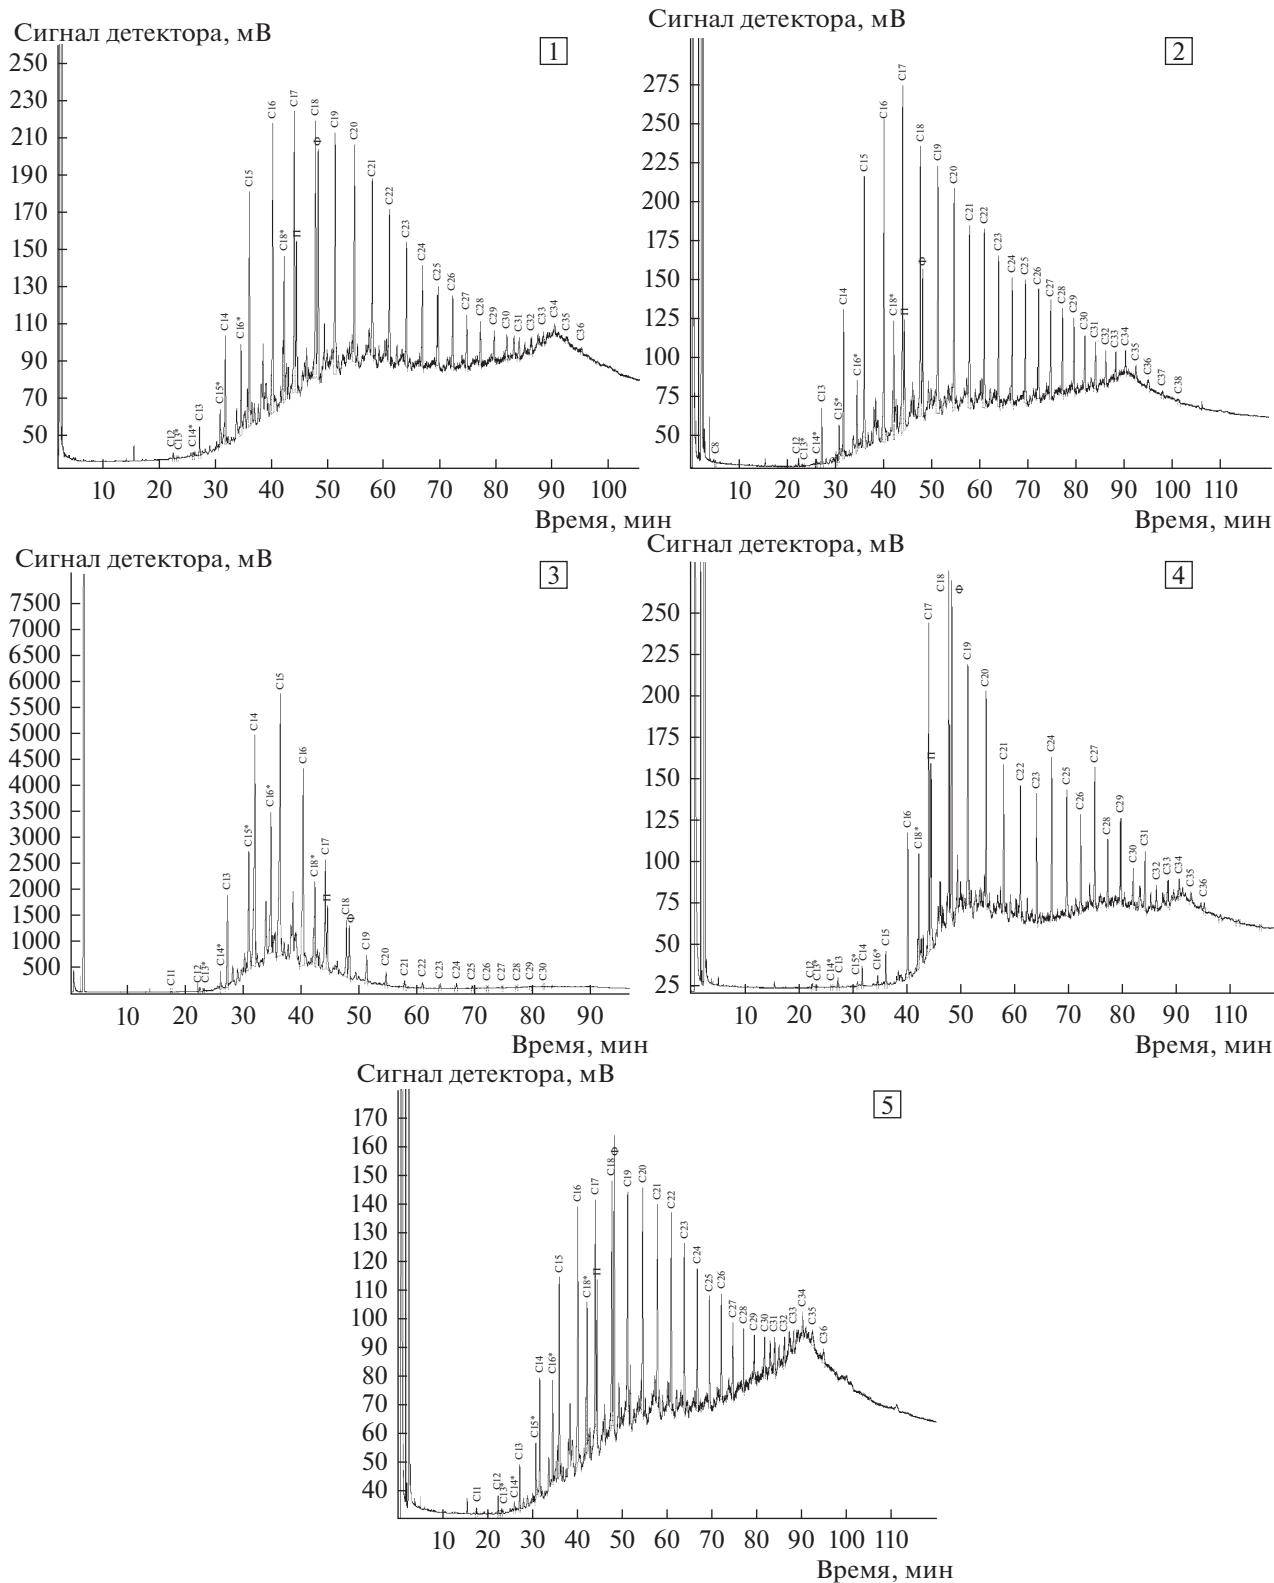 Сигнал детектора, мВ
1
250
230
210
190
170
150
130
110
90
70
50
C12
C13*
C14*
C13
C15*
C14
C16*
C15
C16
C18*
C17
П
C18
Ф
C19
C20
C21
C22
C23
C24
C25
C26
C27
C28
C29
C30
C31
C32
C33
C34
C35
C36
10 20 30 40 50 60 70 80 90 100
Время, мин
Сигнал детектора, мВ
2
275
250
225
200
175
150
125
100
75
50
C8
C12
C13*
C14*
C13
C15*
C14
C16*
C15
C16
C18*
C17
П
C18
Ф
C19
C20
C21
C22
C23
C24
C25
C26
C27
C28
C29
C30
C31
C32
C33
C34
C35
C36
C37
C38
10 20 30 40 50 60 70 80 90 100 110
Время, мин
Сигнал детектора, мВ
3
7500
7000
6500
6000
5500
5000
4500
4000
3500
3000
2500
2000
1500
1000
500
C11
C12
C13*
C14*
C13
C15*
C14
C16*
C15
C16
C18*
C17
П
C18
Ф
C19
C20
C21
C22
C23
C24
C25
C26
C27
C28
C29
C30
10 20 30 40 50 60 70 80 90
Время, мин
Сигнал детектора, мВ
4
250
225
200
175
150
125
100
75
50
25
C12
C13*
C14*
C13
C15*
C14
C16*
C15
C16
C18*
C17
П
C18
Ф
C19
C20
C21
C22
C23
C24
C25
C26
C27
C28
C29
C30
C31
C32
C33
C34
C35
C36
10 20 30 40 50 60 70 80 90 100 110
Время, мин
Сигнал детектора, мВ
5
170
160
150
140
130
120
110
100
90
80
70
60
50
40
C11
C12
C13*
C14*
C13
C15*
C14
C16*
C15
C16
C18*
C17
П
C18
Ф
C19
C20
C21
C22
C23
C24
C25
C26
C27
C28
C29
C30
C31
C32
C33
C34
C35
C36
10 20 30 40 50 60 70 80 90 100 110
Время, мин